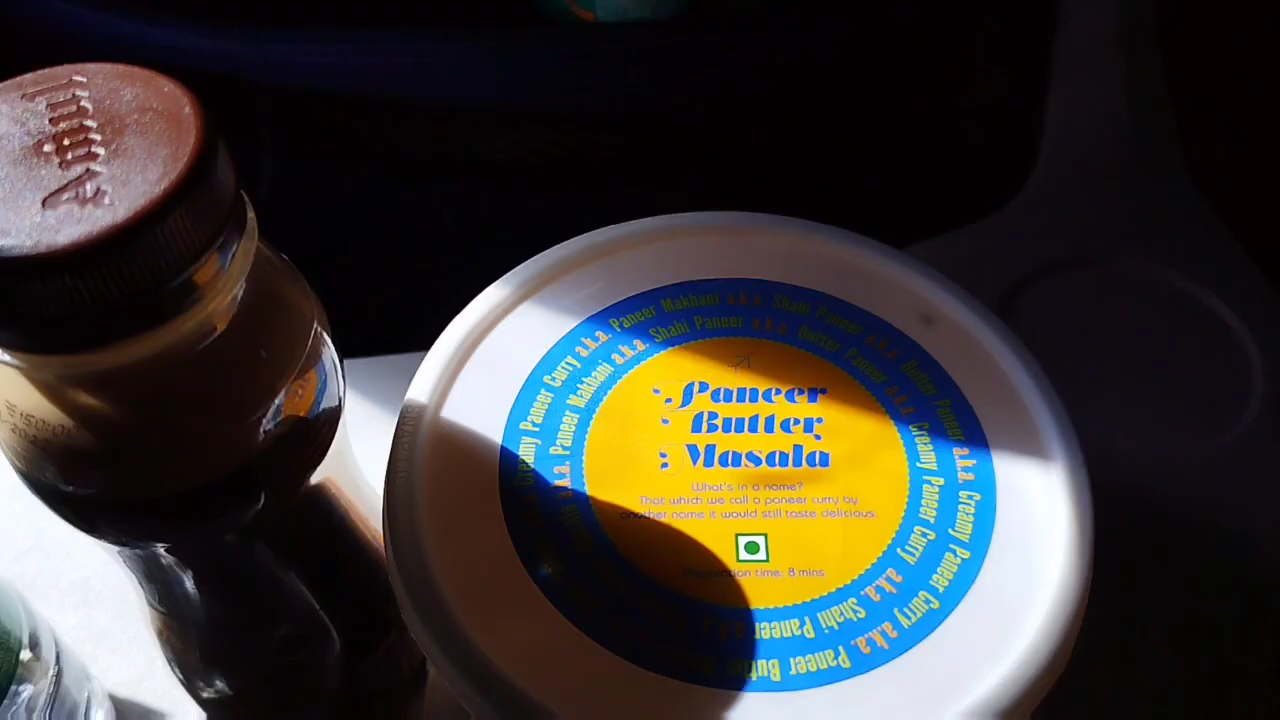 Amul
Paneer
Butter
Masala
What's in a name?
That which we call a paneer curry by
another name it would still taste delicious.
Preparation time: 8 mins
Creamy Paneer Curry a.k.a. Paneer Makhani a.k.a. Shahi Paneer a.k.a. Butter Paneer a.k.a. Creamy Paneer Curry a.k.a. Paneer Butter
a.k.a. Paneer Makhani a.k.a. Shahi Paneer a.k.a. Butter Paneer a.k.a. Creamy Paneer Curry a.k.a. Shahi Paneer a.k.a.